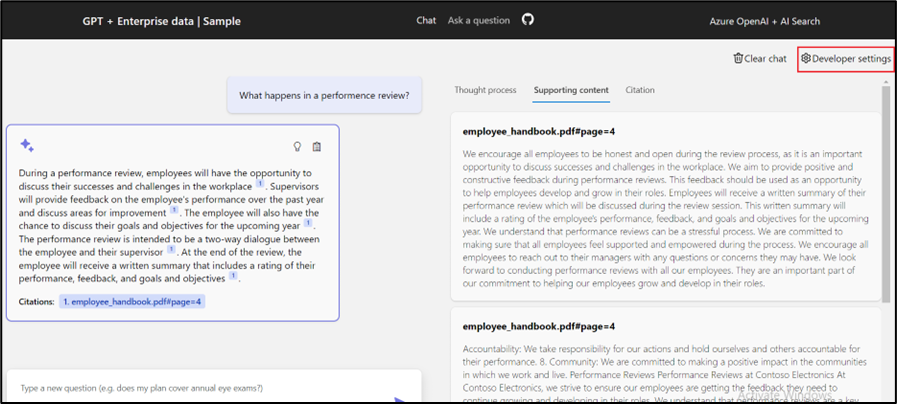 GPT + Enterprise data | Sample
Chat
Ask a question
Azure OpenAI + AI Search
Clear chat
Developer settings
What happens in a performence review?
During a performance review, employees will have the opportunity to
discuss their successes and challenges in the workplace 1 . Supervisors
will provide feedback on the employee's performance over the past year
and discuss areas for improvement 1 . The employee will also have the
chance to discuss their goals and objectives for the upcoming year 1 .
The performance review is intended to be a two-way dialogue between
the employee and their supervisor 1 . At the end of the review, the
employee will receive a written summary that includes a rating of their
performance, feedback, and goals and objectives 1 .
Citations: 1. employee_handbook.pdf#page=4
Type a new question (e.g. does my plan cover annual eye exams?)
Thought process
Supporting content
Citation
employee_handbook.pdf#page=4
We encourage all employees to be honest and open during the review process, as it is an important
opportunity to discuss successes and challenges in the workplace. We aim to provide positive and
constructive feedback during performance reviews. This feedback should be used as an opportunity
to help employees develop and grow in their roles. Employees will receive a written summary of their
performance review which will be discussed during the review session. This written summary will
include a rating of the employee's performance, feedback, and goals and objectives for the upcoming
year. We understand that performance reviews can be a stressful process. We are committed to
making sure that all employees feel supported and empowered during the process. We encourage all
employees to reach out to their managers with any questions or concerns they may have. We look
forward to conducting performance reviews with all our employees. They are an important part of
our commitment to helping our employees grow and develop in their roles.
employee_handbook.pdf#page=4
Accountability: We take responsibility for our actions and hold ourselves and others accountable for
their performance. 8. Community: We are committed to making a positive impact in the communities
in which we work and live. Performance Reviews Performance Reviews at Contoso Electronics At
Contoso Electronics, we strive to ensure our employees are getting the feedback they need to
continue growing and developing in their roles. We understand that performance reviews are a key
Activate Windows